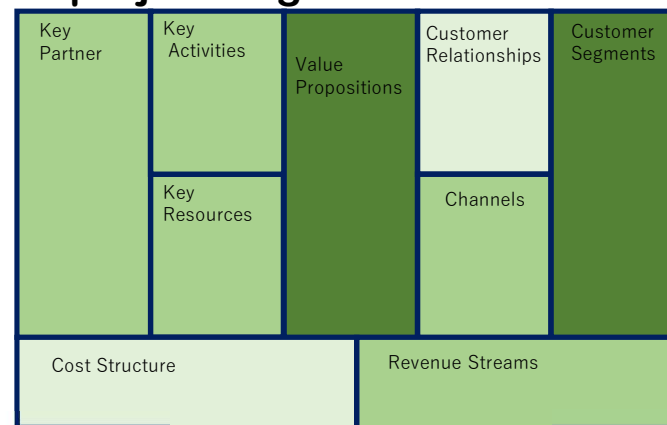 Key
Partner
Key
Activities
Value
Propositions
Customer
Relationships
Customer
Segments
Key
Resources
Channels
Cost Structure
Revenue Streams